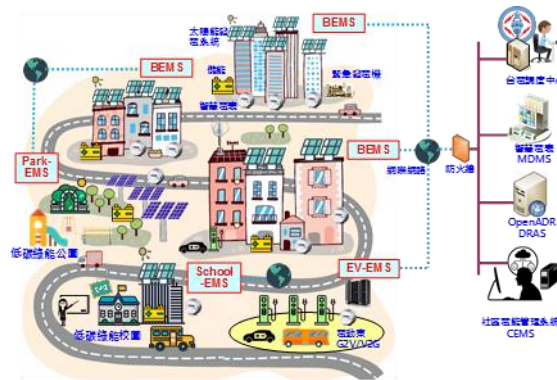 太陽能發電系統
BEMS
BEMS
儲能
緊急發電機
智慧電表
BEMS
Park-
EMS
網際網路
防火牆
台電調度中心
智慧電表
MDMS
OpenADR
DRAS
低碳綠能公園
School
-EMS
EV-EMS
低碳綠能校園
電動車
G2V/V2G
社區電能管理系統
CEMS